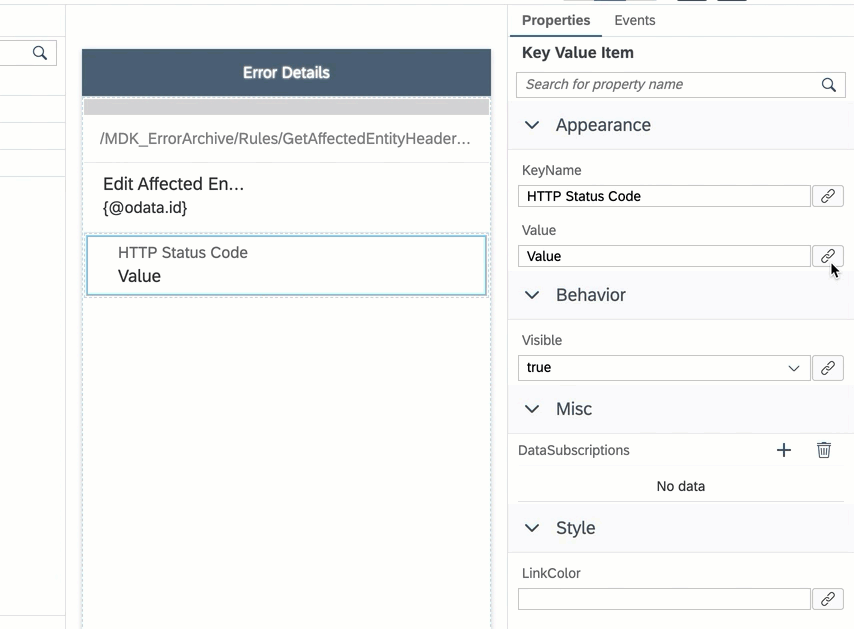 Error Details
/MDK_ErrorArchive/Rules/GetAffectedEntityHeader...
Edit Affected En...
{@odata.id}
HTTP Status Code
Value
Properties
Events
Key Value Item
Search for property name
Appearance
KeyName
HTTP Status Code
Value
Value
Behavior
Visible
true
Misc
DataSubscriptions
No data
Style
LinkColor